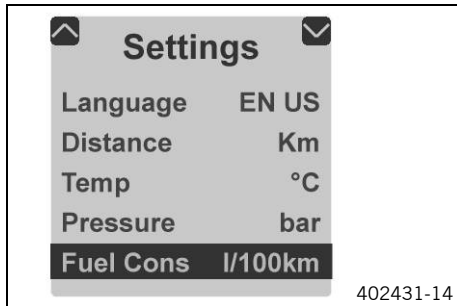 Settings
Language EN US
Distance Km
Temp °C
Pressure bar
Fuel Cons l/100km
402431-14